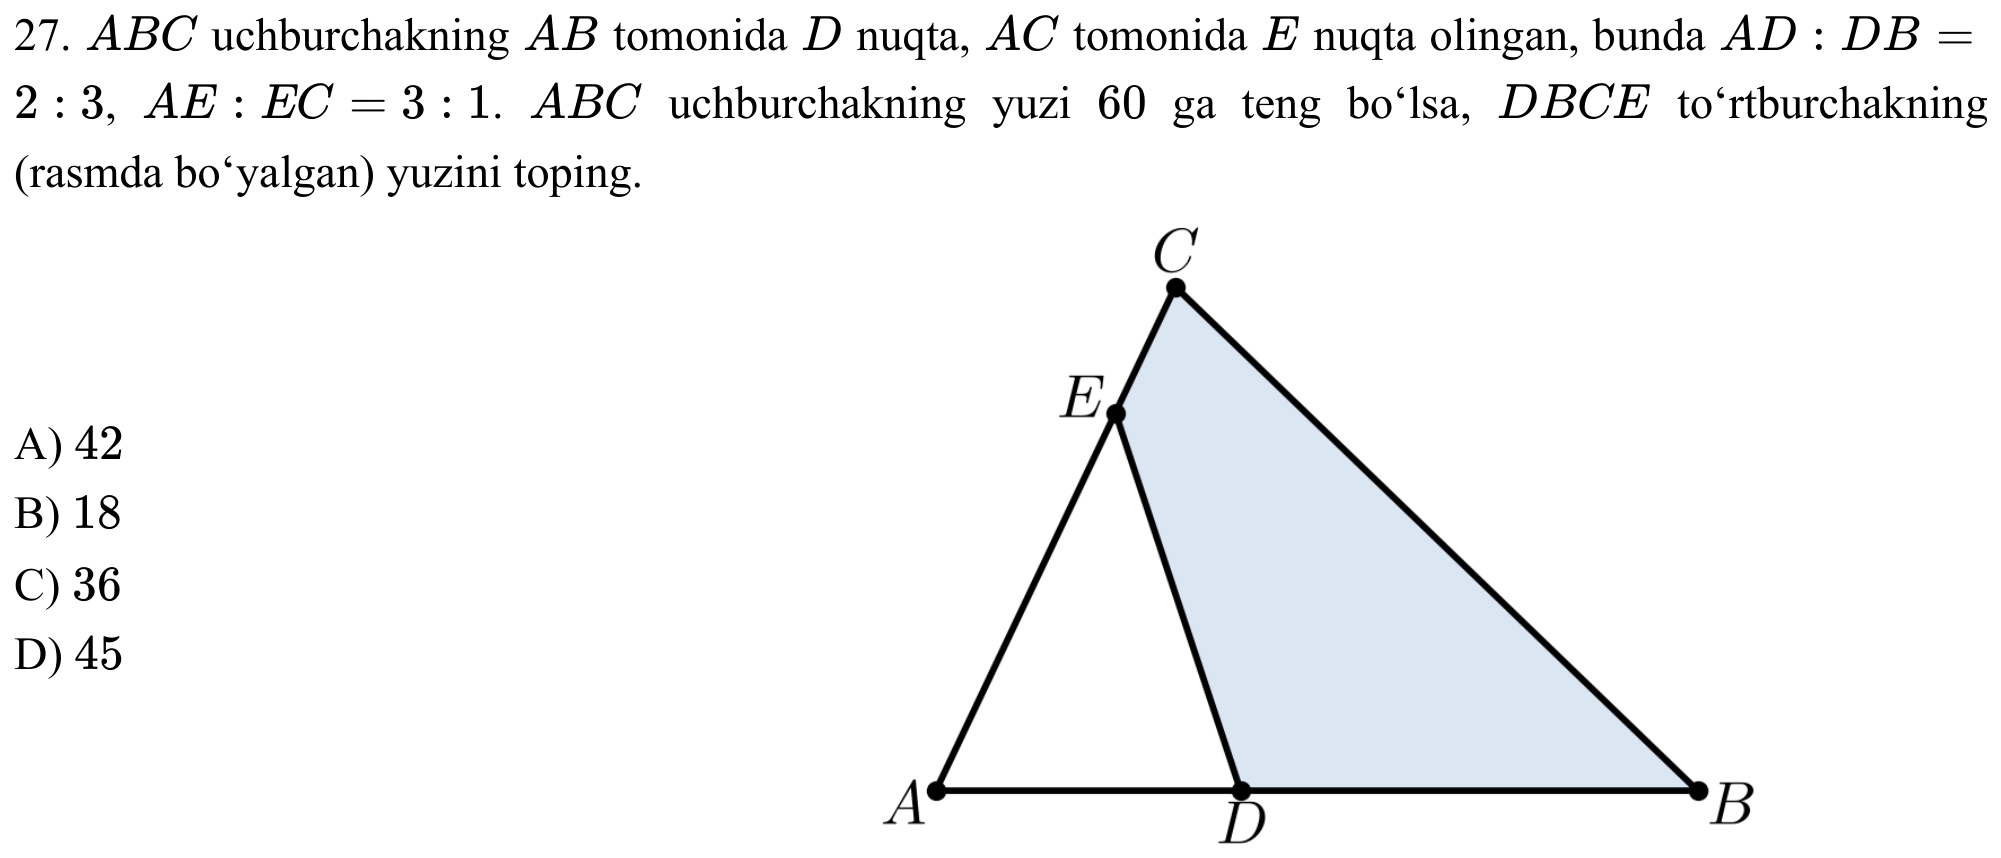 27. ABC uchburchakning AB tomonida D nuqta, AC tomonida E nuqta olingan, bunda AD : DB =
2 : 3, AE : EC = 3 : 1. ABC uchburchakning yuzi 60 ga teng bo‘lsa, DBCE to‘rtburchakning
(rasmda bo‘yalgan) yuzini toping.
C
E
A) 42
B) 18
C) 36
D) 45
A
D
B